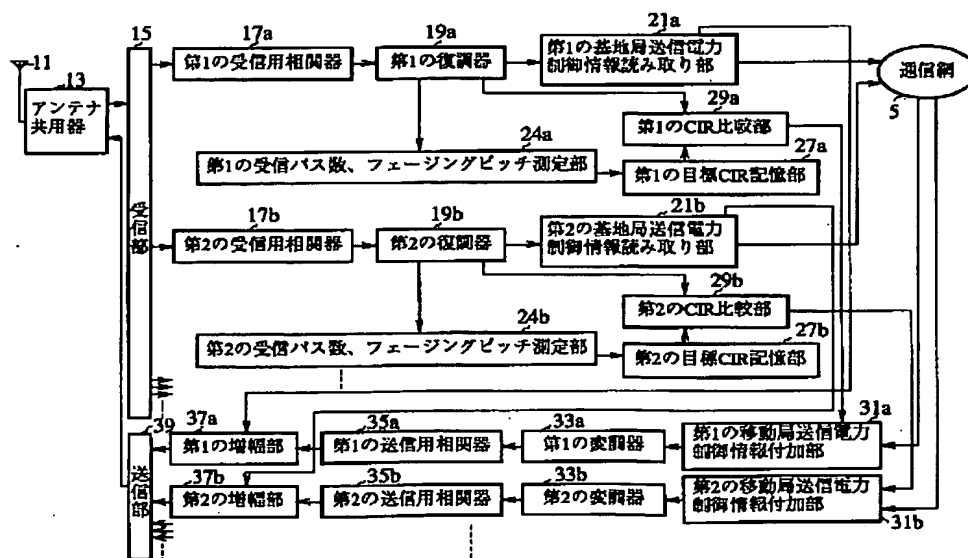 11
13
アンテナ
共用器
15
受信部
17a
第1の受信用相関器
19a
第1の復調器
21a
第1の基地局送信電力
制御情報読み取り部
通信網
5
29a
第1のCIR比較部
24a
第1の受信パス数、フェージングピッチ測定部
27a
第1の目標CIR記憶部
17b
第2の受信用相関器
19b
第2の復調器
21b
第2の基地局送信電力
制御情報読み取り部
29b
第2のCIR比較部
24b
第2の受信パス数、フェージングピッチ測定部
27b
第2の目標CIR記憶部
39
送信部
37a
第1の増幅部
35a
第1の送信用相関器
33a
第1の変調器
31a
第1の移動局送信電力
制御情報付加部
37b
第2の増幅部
35b
第2の送信用相関器
33b
第2の変調器
第2の移動局送信電力
制御情報付加部
31b